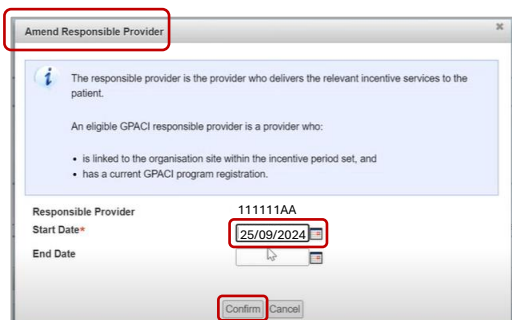 Amend Responsible Provider
The responsible provider is the provider who delivers the relevant incentive services to the
patient.
An eligible GPACI responsible provider is a provider who:
• is linked to the organisation site within the incentive period set, and
• has a current GPACI program registration.
Responsible Provider 111111AA
Start Date* 25/09/2024
End Date
Confirm Cancel